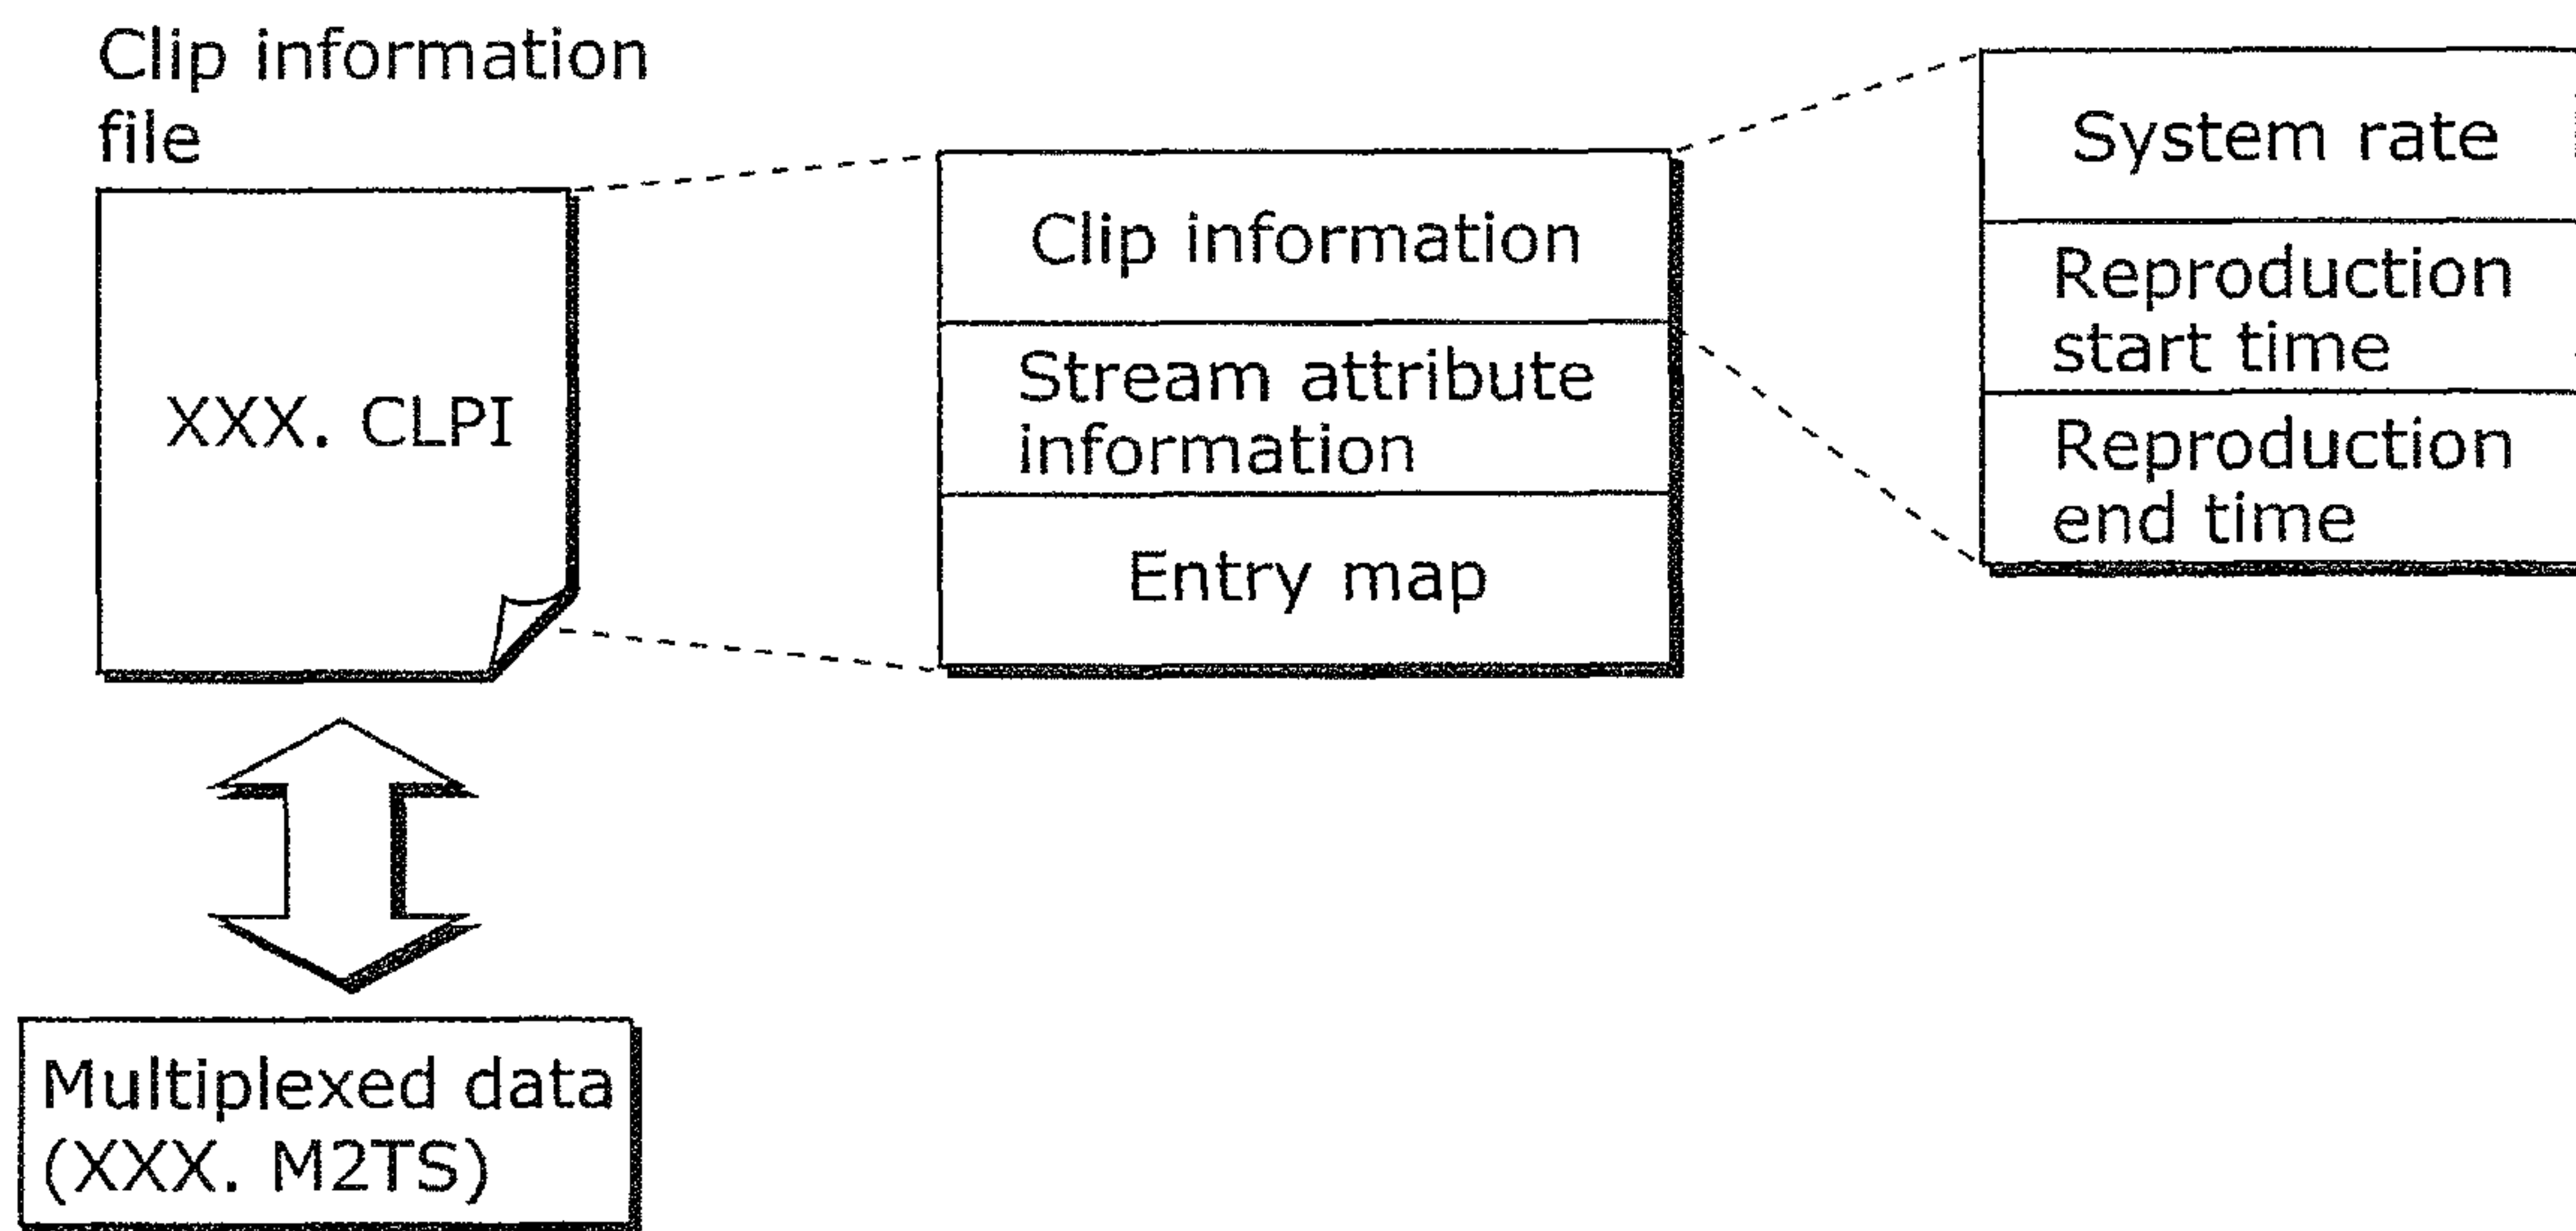 Clip information
file
XXX. CLPI
Multiplexed data
(XXX. M2TS)
Clip information
Stream attribute
information
Entry map
System rate
Reproduction
start time
Reproduction
end time